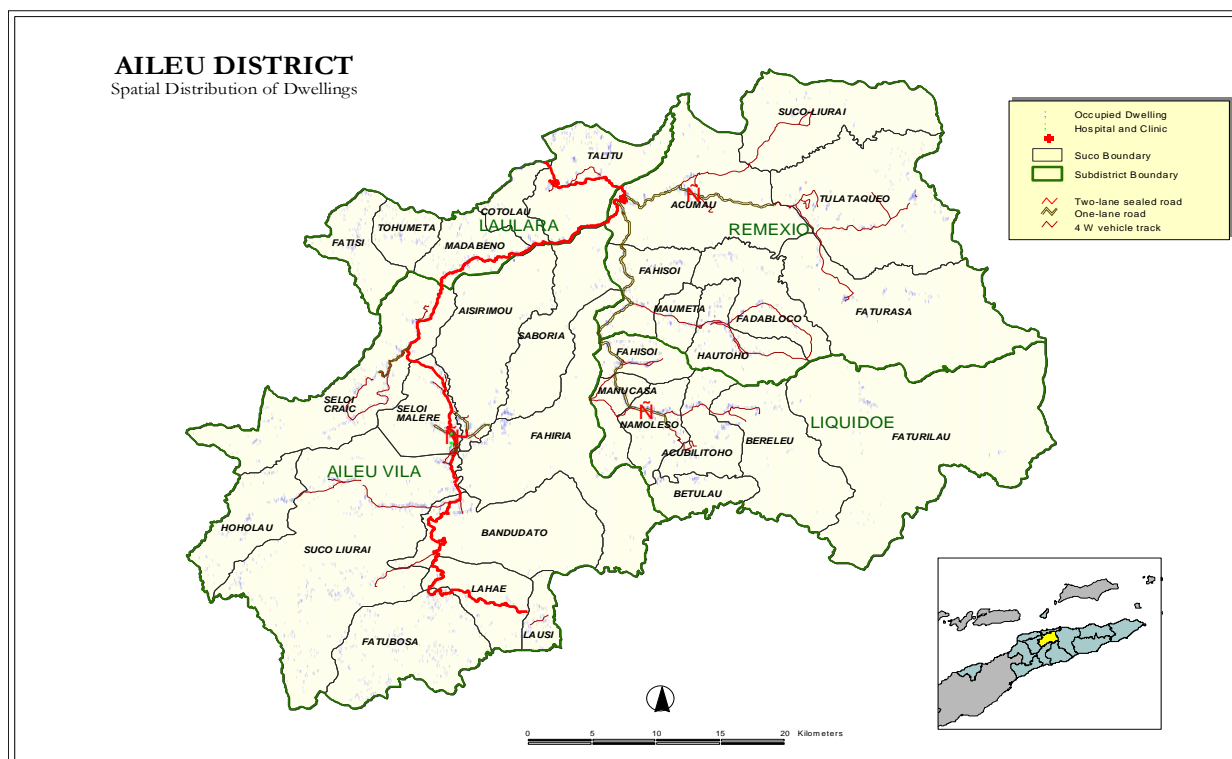 AILEU DISTRICT
Spatial Distribution of Dwellings
Occupied Dwelling
Hospital and Clinic
Suco Boundary
Subdistrict Boundary
Two-lane sealed road
One-lane road
4 W vehicle track
SUCO-LIURAI
TALITU
TULATAQUEO
Ñ
ACUMAU
COTOLAU
LAULARA
REMEXIO
TOHUMETA
FATISI
MADABENO
FAHISOI
AISIRIMOU
MAUMETA
FADABLOCO
FATURASA
SABORIA
FAHISOI
HAUTOHO
MANUCASA
SELOI
CRAIC
SELOI
MALERE
Ñ
NAMOLESO
LIQUIDOE
FATURILAU
FAHIRIA
BERELEU
ACUBILITOHO
AILEU VILA
BETULAU
HOHOLAU
BANDUDATO
SUCO LIURAI
LAHAE
LAUSI
FATUBOSA
0 5 10 15 20 Kilometers